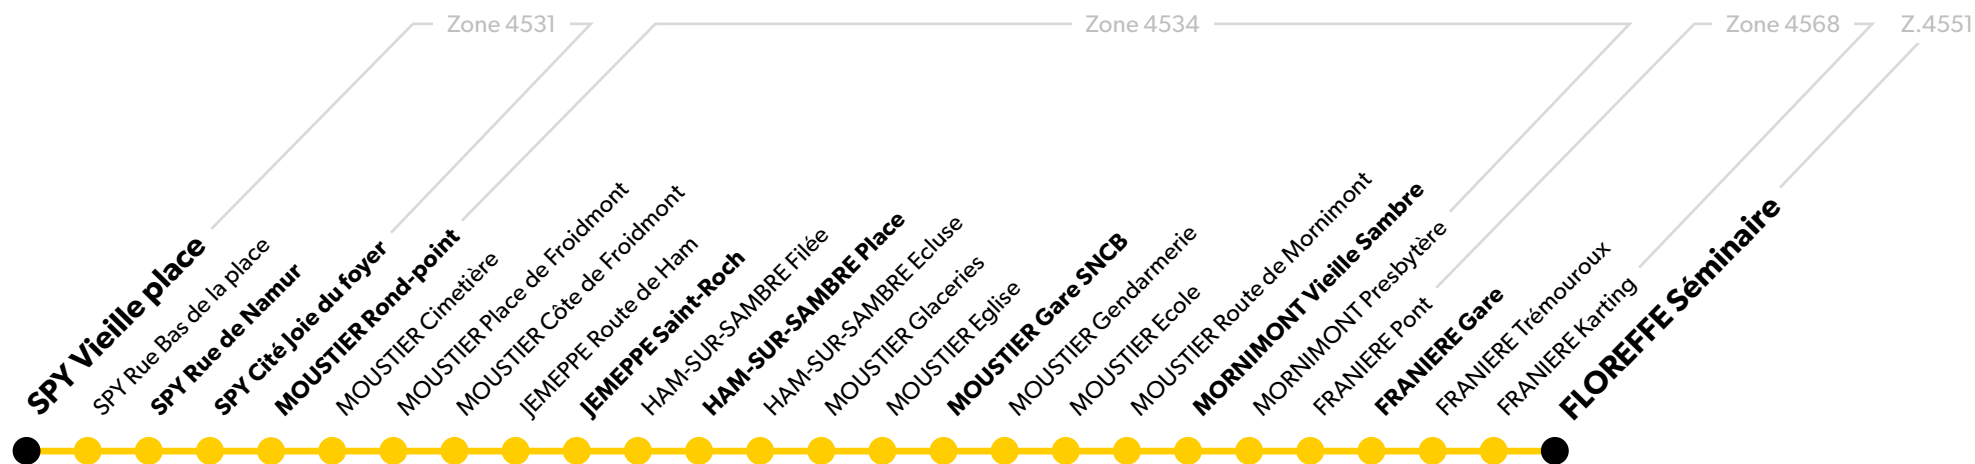 Zone 4531
Zone 4534
Zone 4568
Z.4551
SPY Vieille place
SPY Rue Bas de la place
SPY Rue de Namur
SPY Cité Joie du foyer
MOUSTIER Rond-point
MOUSTIER Cimetière
MOUSTIER Place de Froidmont
MOUSTIER Côte de Froidmont
JEMEPPE Route de Ham
JEMEPPE Saint-Roch
HAM-SUR-SAMBRE Filée
HAM-SUR-SAMBRE Place
HAM-SUR-SAMBRE Ecluse
MOUSTIER Glaceries
MOUSTIER Eglise
MOUSTIER Gare SNCB
MOUSTIER Gendarmerie
MOUSTIER Ecole
MOUSTIER Route de Mornimont
MORNIMONT Vieille Sambre
MORNIMONT Presbytère
FRANIERE Pont
FRANIERE Gare
FRANIERE Trémouroux
FRANIERE Karting
FLOREFFE Séminaire